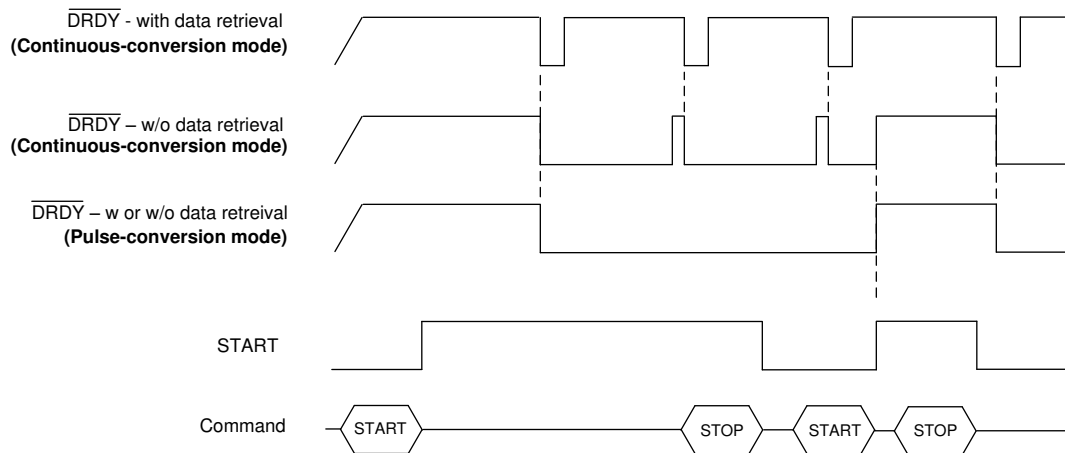 DRDY - with data retrieval
(Continuous-conversion mode)
DRDY – w/o data retrieval
(Continuous-conversion mode)
DRDY – w or w/o data retreival
(Pulse-conversion mode)
START
Command
START
STOP
START
STOP